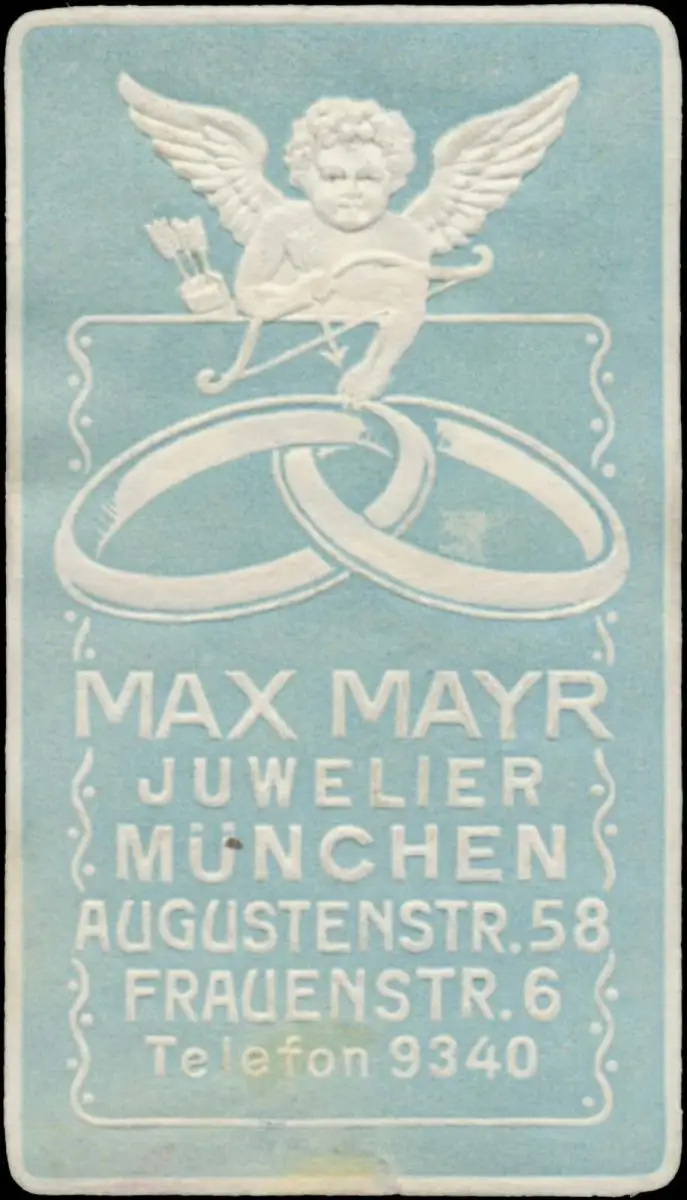 MAX MAYR
JUWELIER
MÜNCHEN
AUGUSTENSTR. 58
FRAUENSTR. 6
Telefon 9340